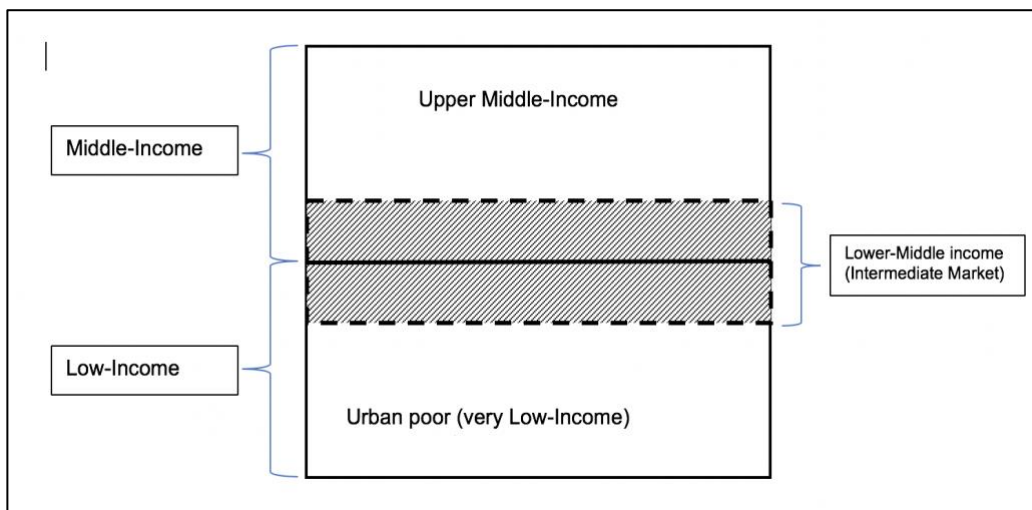 Upper Middle-Income
Middle-Income
Lower-Middle income
(Intermediate Market)
Low-Income
Urban poor (very Low-Income)